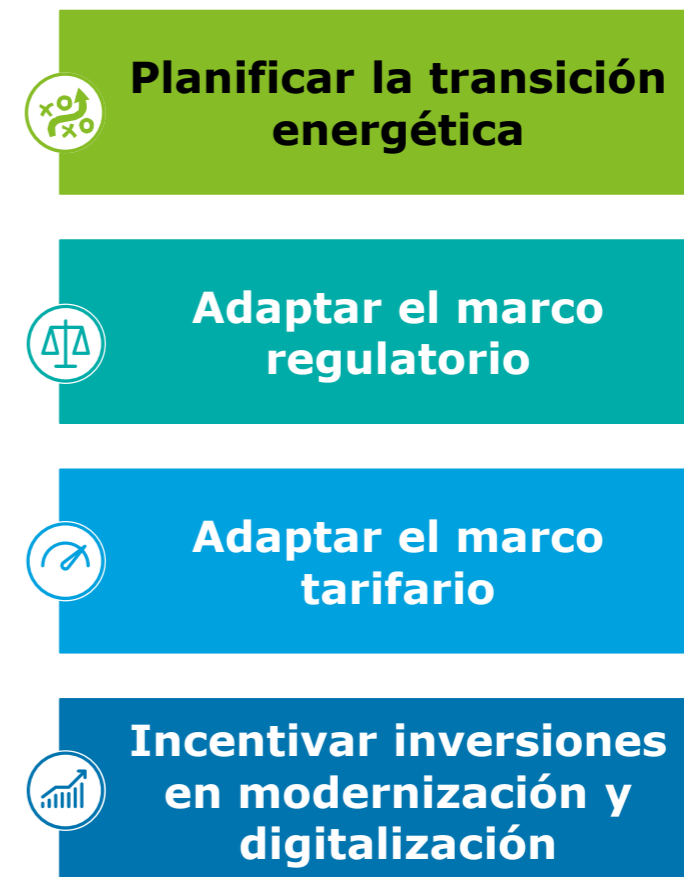 Planificar la transición
energética
Adaptar el marco
regulatorio
Adaptar el marco
tarifario
Incentivar inversiones
en modernización y
digitalización